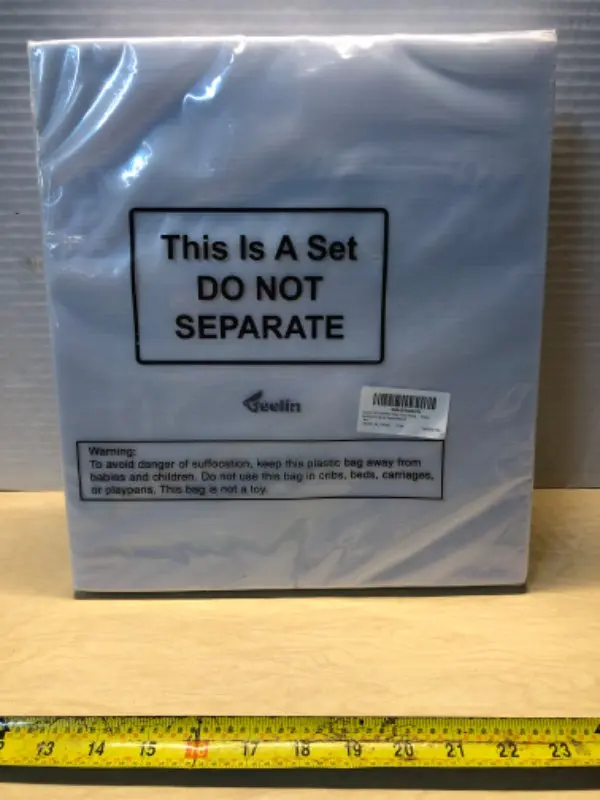 This Is A Set
DO NOT
SEPARATE
Geelin
Warning:
To avoid danger of suffocation, keep this plastic bag away from
babies and children. Do not use this bag in cribs, beds, carriages,
or playpens. This bag is not a toy.
13 14 15 16 17 18 19 20 21 22 23